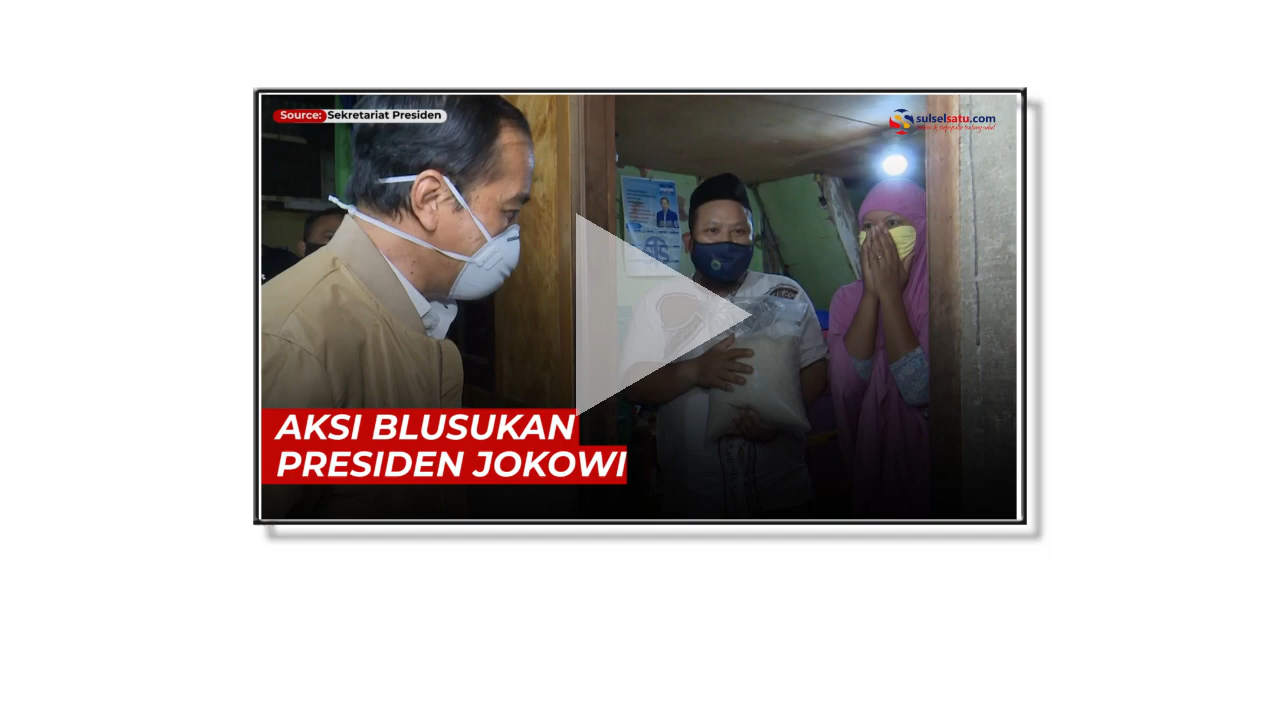 Source: Sekretariat Presiden
sulselsatu.com
AKSI BLUSUKAN
PRESIDEN JOKOWI